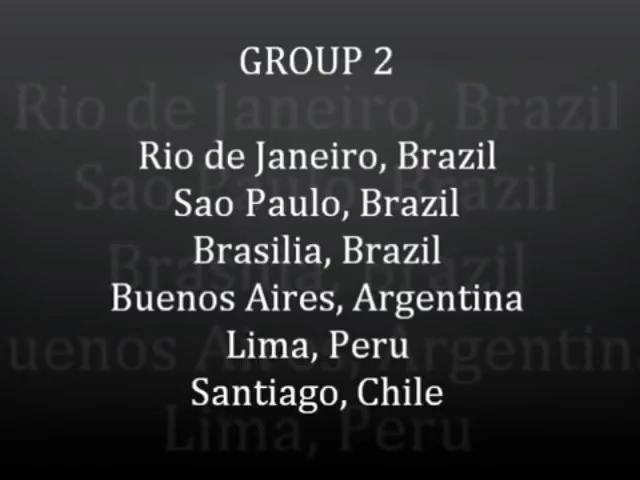 GROUP 2
Rio de Janeiro, Brazil
Sao Paulo, Brazil
Brasilia, Brazil
Buenos Aires, Argentina
Lima, Peru
Santiago, Chile